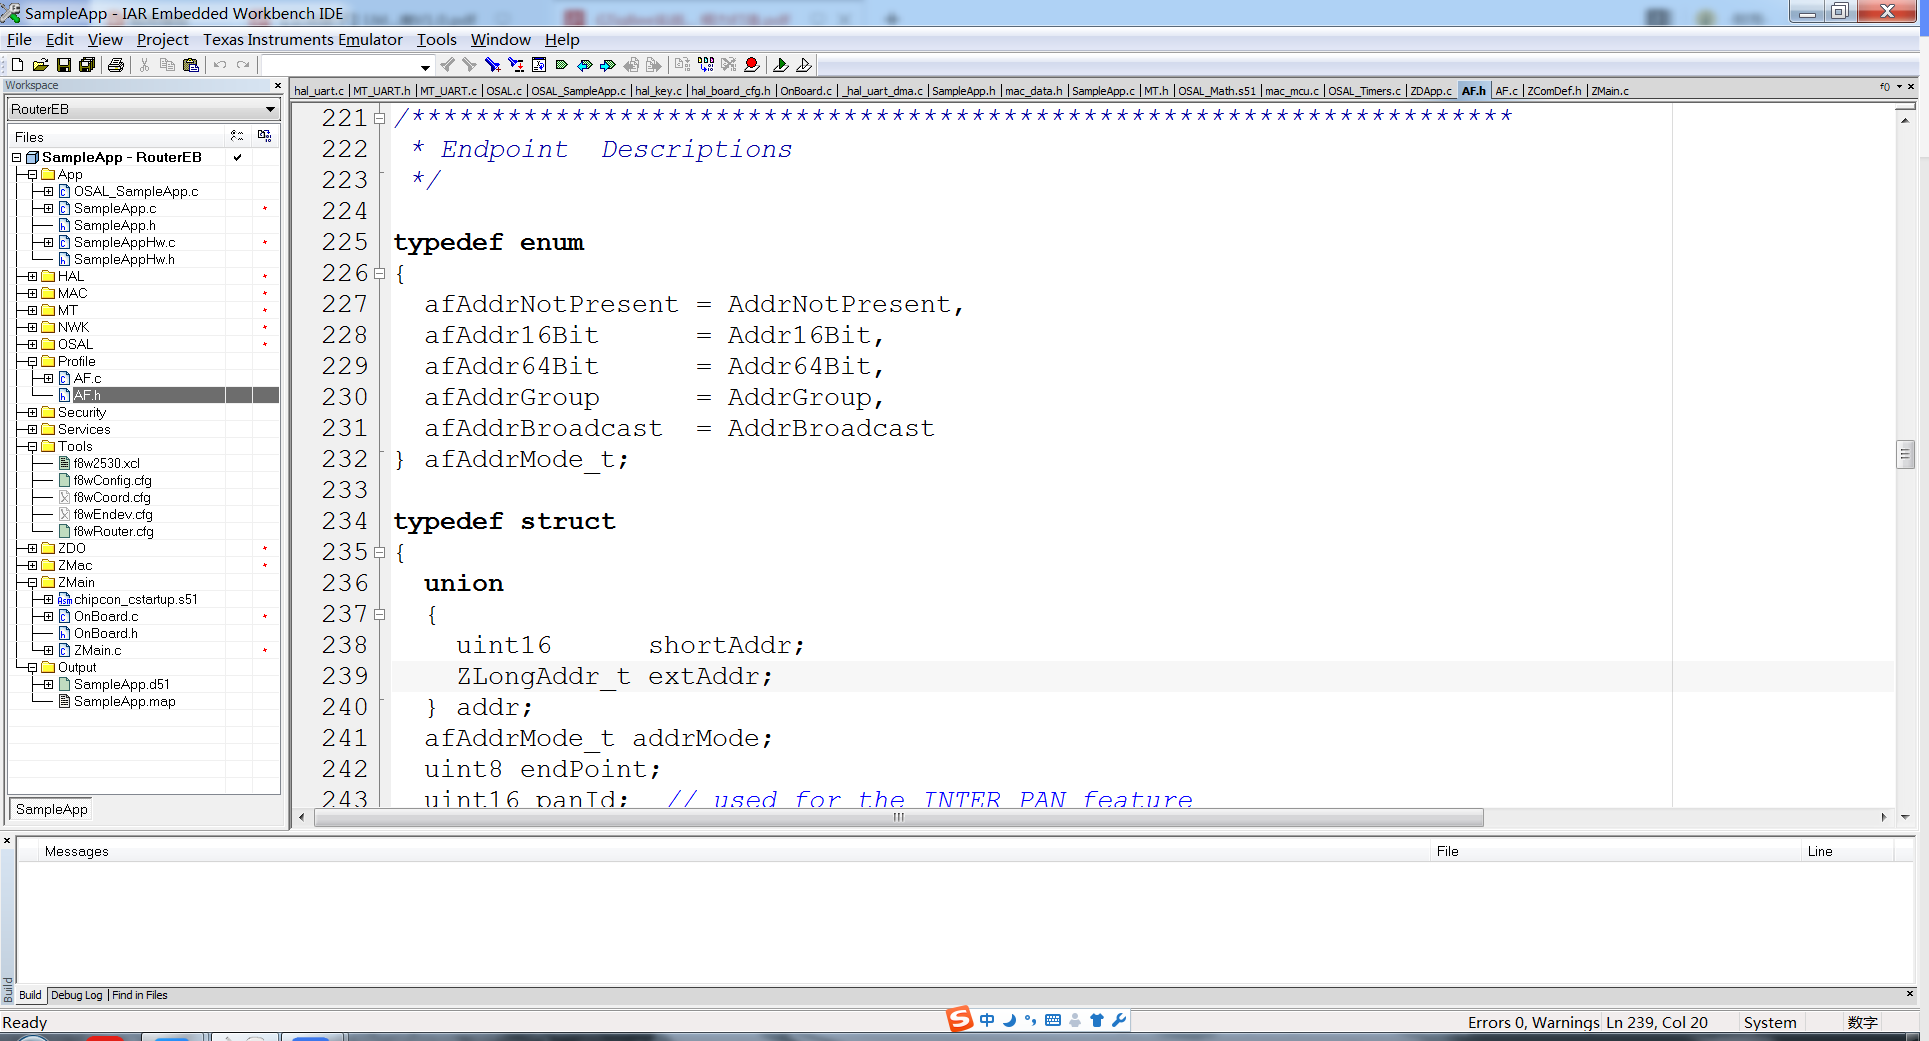 SampleApp - IAR Embedded Workbench IDE
File Edit View Project Texas Instruments Emulator Tools Window Help
Workspace
RouterEB
Files
SampleApp - RouterEB
App
OSAL_SampleApp.c
SampleApp.c
SampleApp.h
SampleAppHw.c
SampleAppHw.h
HAL
MAC
MT
NWK
OSAL
Profile
AF.c
AF.h
Security
Services
Tools
f8w2530.xcl
f8wConfig.cfg
f8wCoord.cfg
f8wEndev.cfg
f8wRouter.cfg
ZDO
ZMac
ZMain
chipcon_cstartup.s51
OnBoard.c
OnBoard.h
ZMain.c
Output
SampleApp.d51
SampleApp.map
SampleApp
hal_uart.c MT_UART.h MT_UART.c OSAL.c OSAL_SampleApp.c hal_key.c hal_board_cfg.h OnBoard.c _hal_uart_dma.c SampleApp.h mac_data.h SampleApp.c MT.h OSAL_Math.s51 mac_mcu.c OSAL_Timers.c ZDApp.c AF.h AF.c ZComDef.h ZMain.c f0
221 /*********************************************************************
222 * Endpoint Descriptions
223 */
224
225 typedef enum
226 {
227 afAddrNotPresent = AddrNotPresent,
228 afAddr16Bit = Addr16Bit,
229 afAddr64Bit = Addr64Bit,
230 afAddrGroup = AddrGroup,
231 afAddrBroadcast = AddrBroadcast
232 } afAddrMode_t;
233
234 typedef struct
235 {
236 union
237 {
238 uint16 shortAddr;
239 ZLongAddr_t extAddr;
240 } addr;
241 afAddrMode_t addrMode;
242 uint8 endPoint;
243 uint16 panId; // used for the INTER_PAN feature
Messages File Line
Build
Build Debug Log Find in Files
Ready
中
Errors 0, Warnings Ln 239, Col 20 System 数字